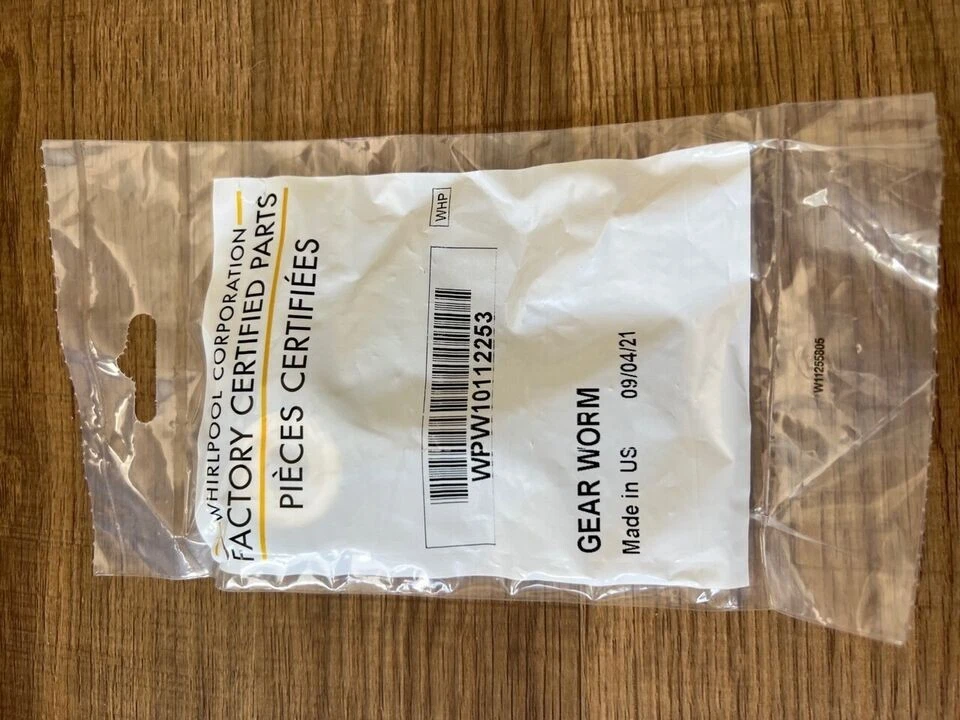 WHIRLPOOL CORPORATION
FACTORY CERTIFIED PARTS
PIÈCES CERTIFIÉES
WHP
WPW10112253
GEAR WORM
Made in US 09/04/21
W11255805